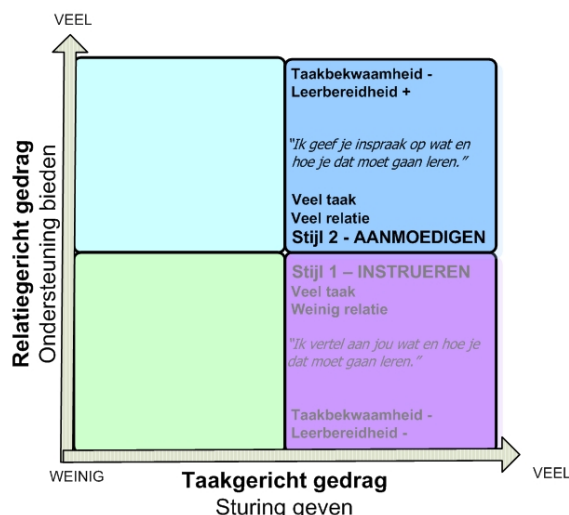 VEEL
Taakbekwaamheid -
Leerbereidheid +
"Ik geef je inspraak op wat en
hoe je dat moet gaan leren."
Veel taak
Veel relatie
Stijl 2 - AANMOEDIGEN
Stijl 1 – INSTRUEREN
Veel taak
Weinig relatie
"Ik vertel aan jou wat en hoe je
dat moet gaan leren."
Taakbekwaamheid -
Leerbereidheid -
Relatiegericht gedrag
Ondersteuning bieden
WEINIG
Taakgericht gedrag
Sturing geven
VEEL